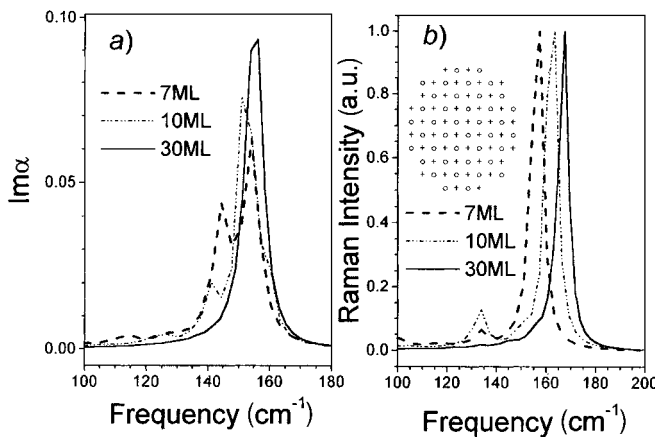 a)
0.10
0.05
0.00
7ML
10ML
30ML
Imα
100 120 140 160 180
Frequency (cm⁻¹)
b)
1.0
0.8
0.6
0.4
0.2
0.0
7ML
10ML
30ML
Raman Intensity (a.u.)
100 120 140 160 180 200
Frequency (cm⁻¹)